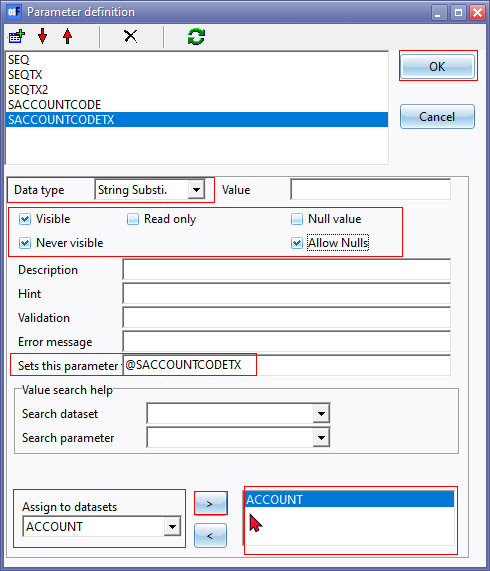 Parameter definition
SEQ
SEQTX
SEQTX2
SACCOUNTCODE
SACCOUNTCODETX
OK
Cancel
Data type String Substi. Value
Visible Read only Null value
Never visible Allow Nulls
Description
Hint
Validation
Error message
Sets this parameter @SACCOUNTCODETX
Value search help
Search dataset
Search parameter
Assign to datasets
ACCOUNT
>
<
ACCOUNT